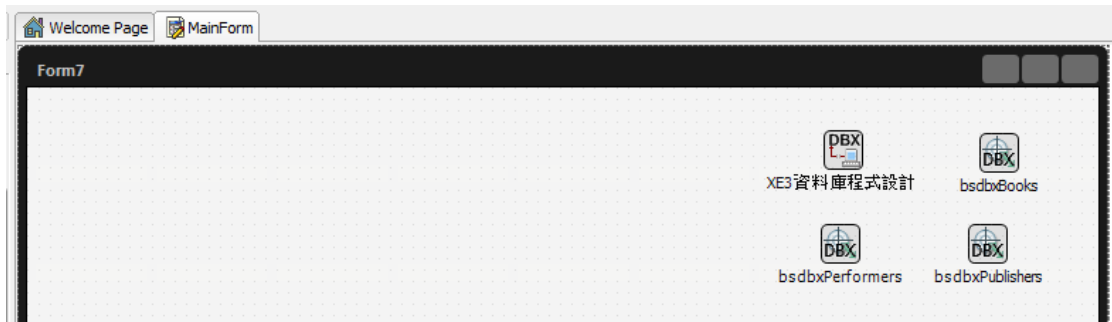 Welcome Page MainForm
Form7
DBX DBX
XE3資料庫程式設計 bsdbxBooks
DBX DBX
bsdbxPerformers bsdbxPublishers